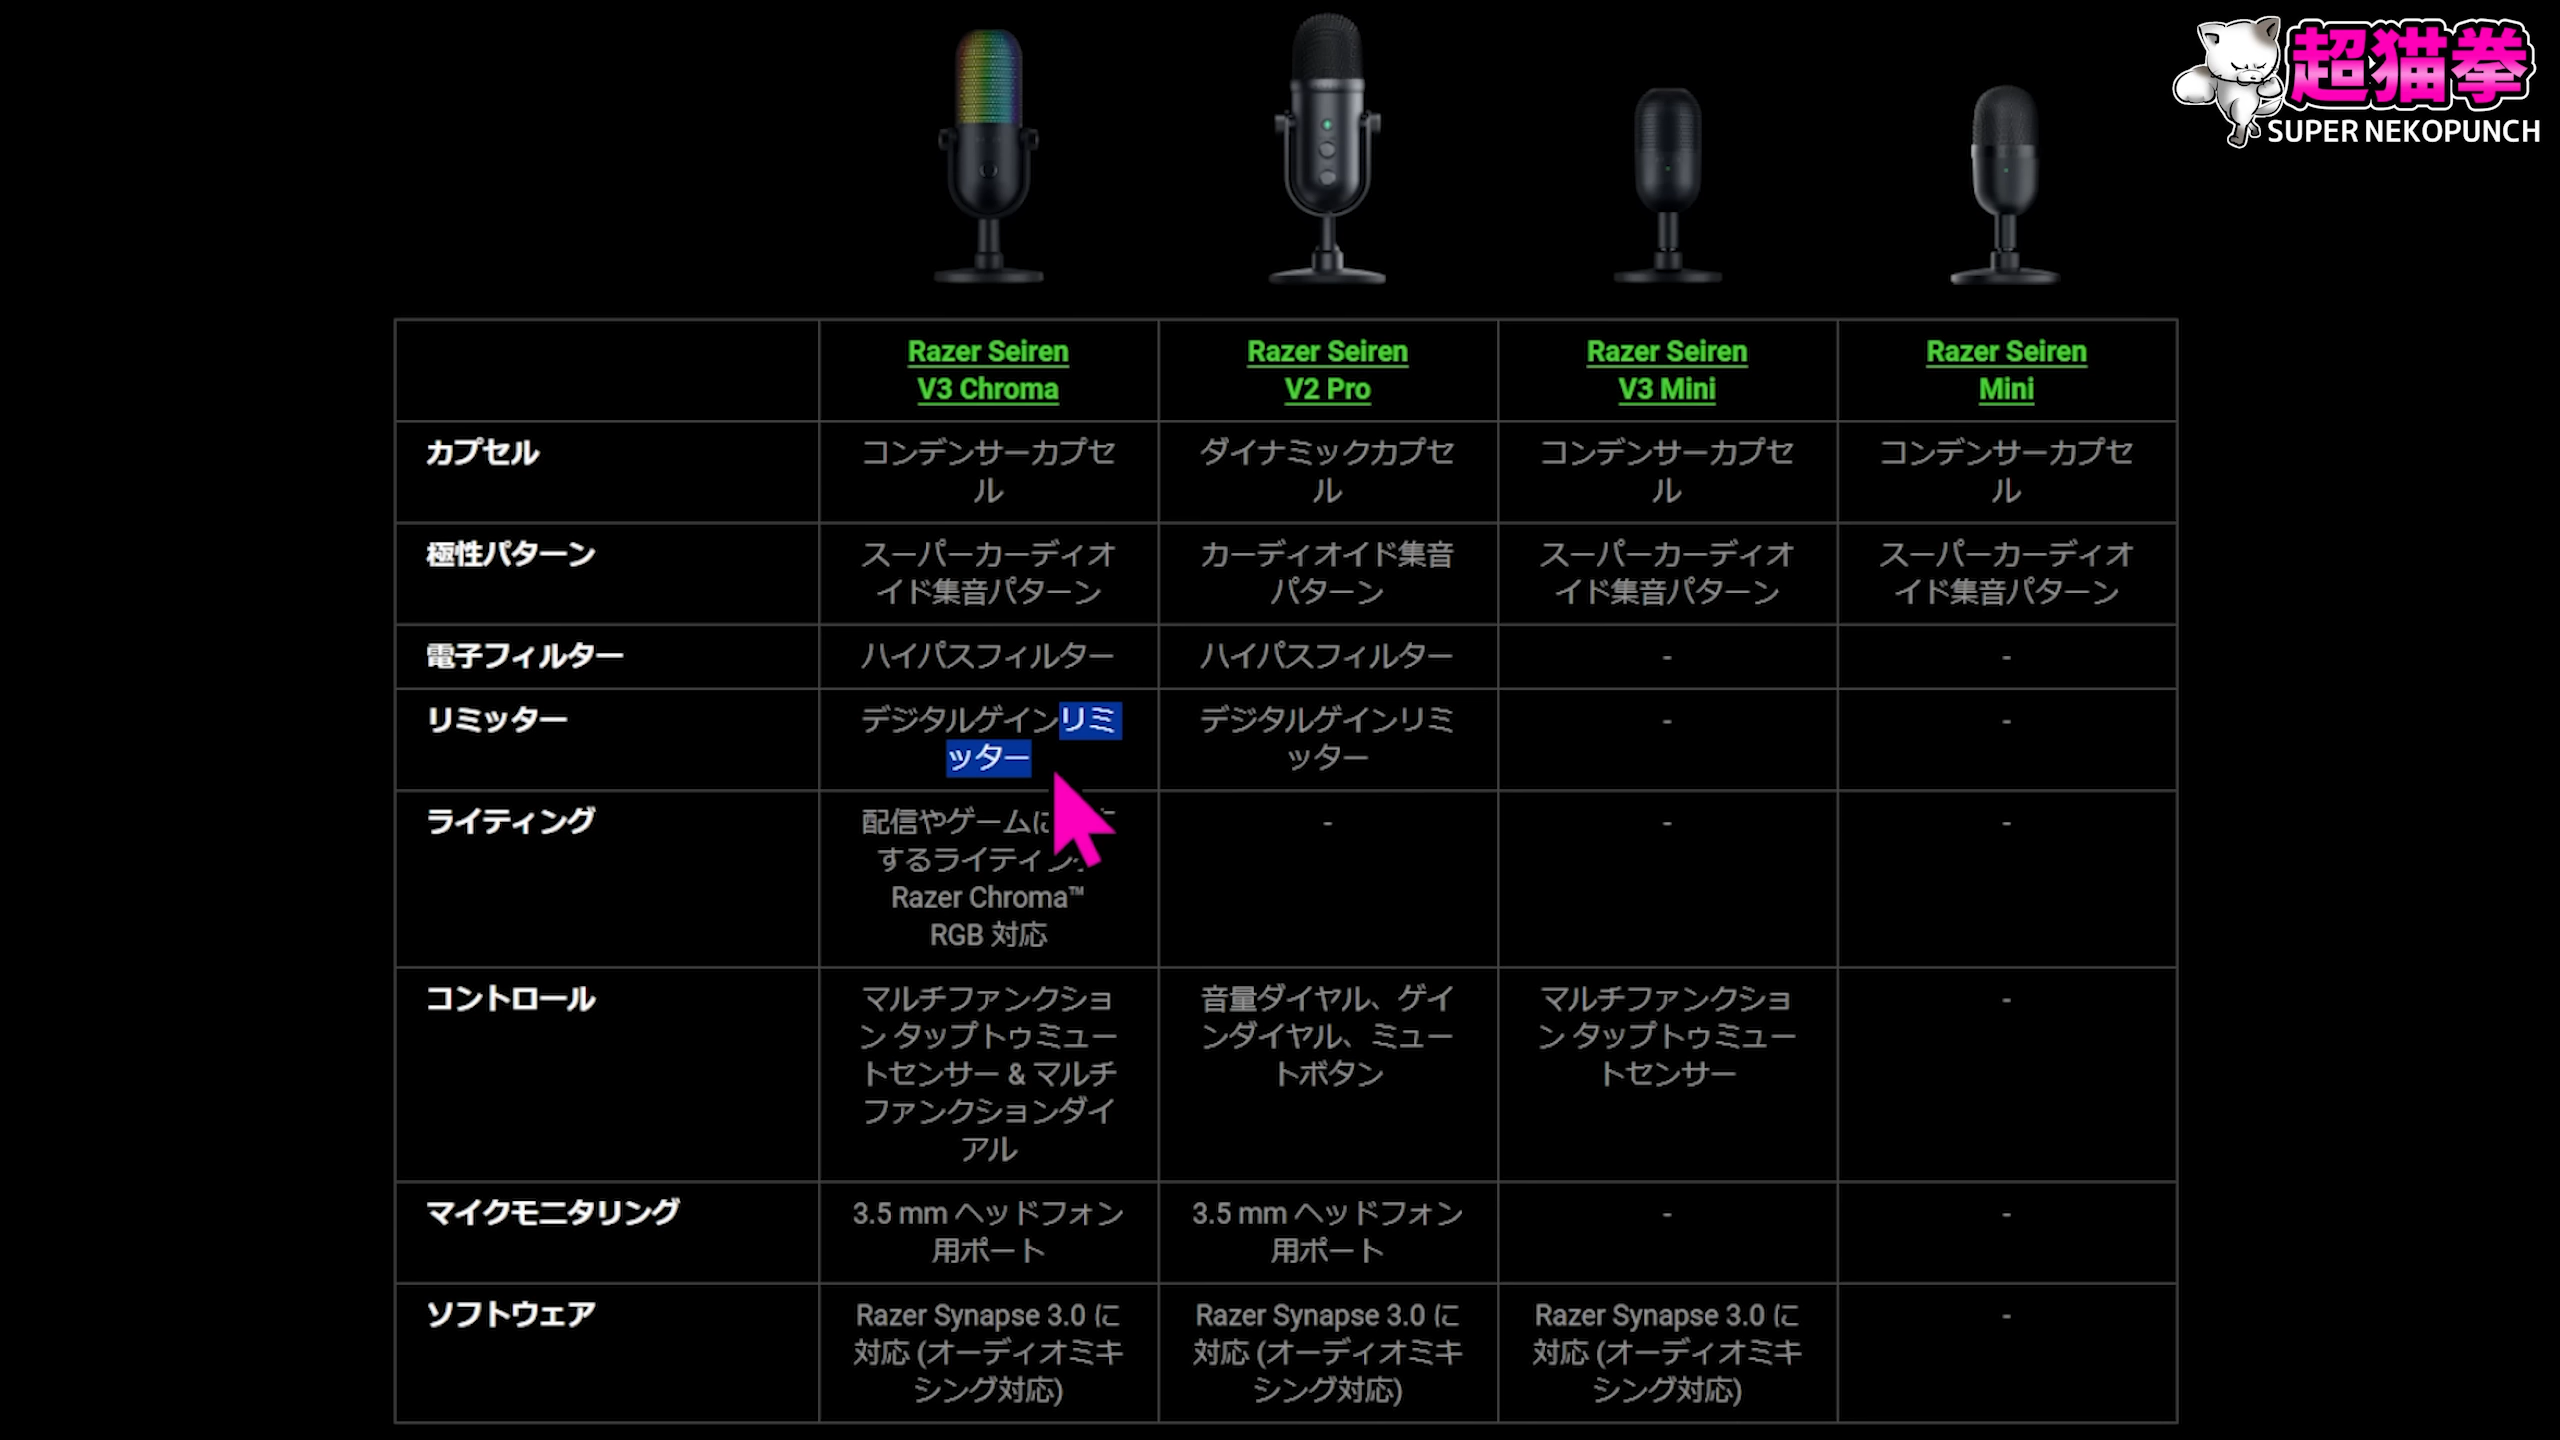 超猫拳
SUPER NEKOPUNCH
Razer Seiren
V3 Chroma
Razer Seiren
V2 Pro
Razer Seiren
V3 Mini
Razer Seiren
Mini
カプセル
コンデンサーカプセ
ル
ダイナミックカプセ
ル
コンデンサーカプセ
ル
コンデンサーカプセ
ル
極性パターン
スーパーカーディオ
イド集音パターン
カーディオイド集音
パターン
スーパーカーディオ
イド集音パターン
スーパーカーディオ
イド集音パターン
電子フィルター
ハイパスフィルター
ハイパスフィルター
-
-
リミッター
デジタルゲインリミ
ッター
デジタルゲインリミ
ッター
-
-
ライティング
配信やゲームに
するライティン
Razer Chroma™
RGB 対応
-
-
-
コントロール
マルチファンクショ
ン タップトゥミュー
トセンサー & マルチ
ファンクションダイ
アル
音量ダイヤル、ゲイ
ンダイヤル、ミュー
トボタン
マルチファンクショ
ン タップトゥミュー
トセンサー
-
マイクモニタリング
3.5 mm ヘッドフォン
用ポート
3.5 mm ヘッドフォン
用ポート
-
-
ソフトウェア
Razer Synapse 3.0 に
対応 (オーディオミキ
シング対応)
Razer Synapse 3.0 に
対応 (オーディオミキ
シング対応)
Razer Synapse 3.0 に
対応 (オーディオミキ
シング対応)
-